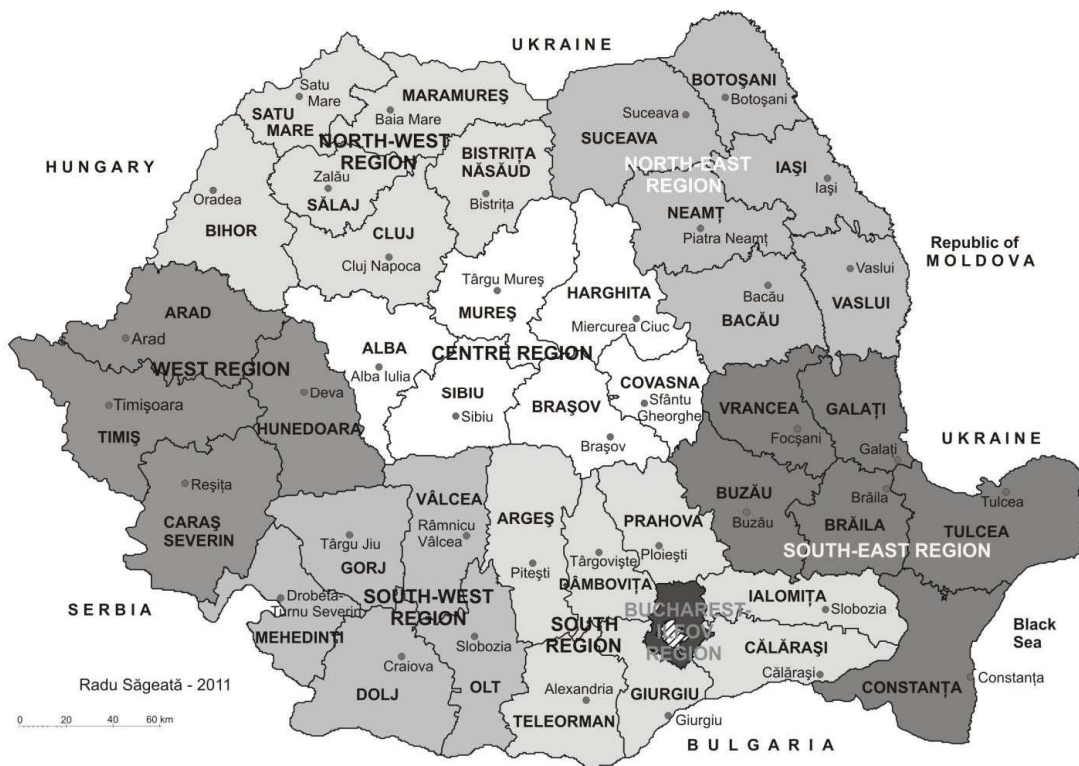 UKRAINE
HUNGARY
Republic of
MOLDOVA
UKRAINE
Black
Sea
BULGARIA
SERBIA
NORTH-WEST
REGION
Satu
Mare
SATU
MARE
MARAMUREŞ
Baia Mare
BISTRIŢA
NĂSĂUD
Bistriţa
Zalău
SĂLAJ
Oradea
BIHOR
CLUJ
Cluj Napoca
NORTH-EAST
REGION
BOTOŞANI
Botoşani
Suceava
SUCEAVA
IAŞI
Iaşi
NEAMŢ
Piatra Neamţ
Vaslui
VASLUI
Bacău
BACĂU
WEST REGION
ARAD
Arad
Timişoara
TIMIŞ
Deva
HUNEDOARA
Reşiţa
CARAŞ
SEVERIN
CENTRE REGION
Târgu Mureş
MUREŞ
HARGHITA
Miercurea Ciuc
ALBA
Alba Iulia
SIBIU
Sibiu
BRAŞOV
Braşov
COVASNA
Sfântu
Gheorghe
SOUTH-EAST REGION
VRANCEA
Focşani
GALAŢI
Galaţi
BUZĂU
Buzău
Brăila
BRĂILA
Tulcea
TULCEA
CONSTANŢA
Constanţa
SOUTH-WEST
REGION
VÂLCEA
Râmnicu
Vâlcea
Târgu Jiu
GORJ
Drobeta-
Turnu Severin
MEHEDINŢI
Craiova
DOLJ
Slobozia
OLT
SOUTH
REGION
ARGEŞ
Piteşti
PRAHOVA
Ploieşti
Târgovişte
DÂMBOVIŢA
IALOMIŢA
Slobozia
CĂLĂRAŞI
Călăraşi
Alexandria
TELEORMAN
GIURGIU
Giurgiu
BUCHAREST-
ILFOV
REGION
Radu Săgeată - 2011
0 20 40 60 km